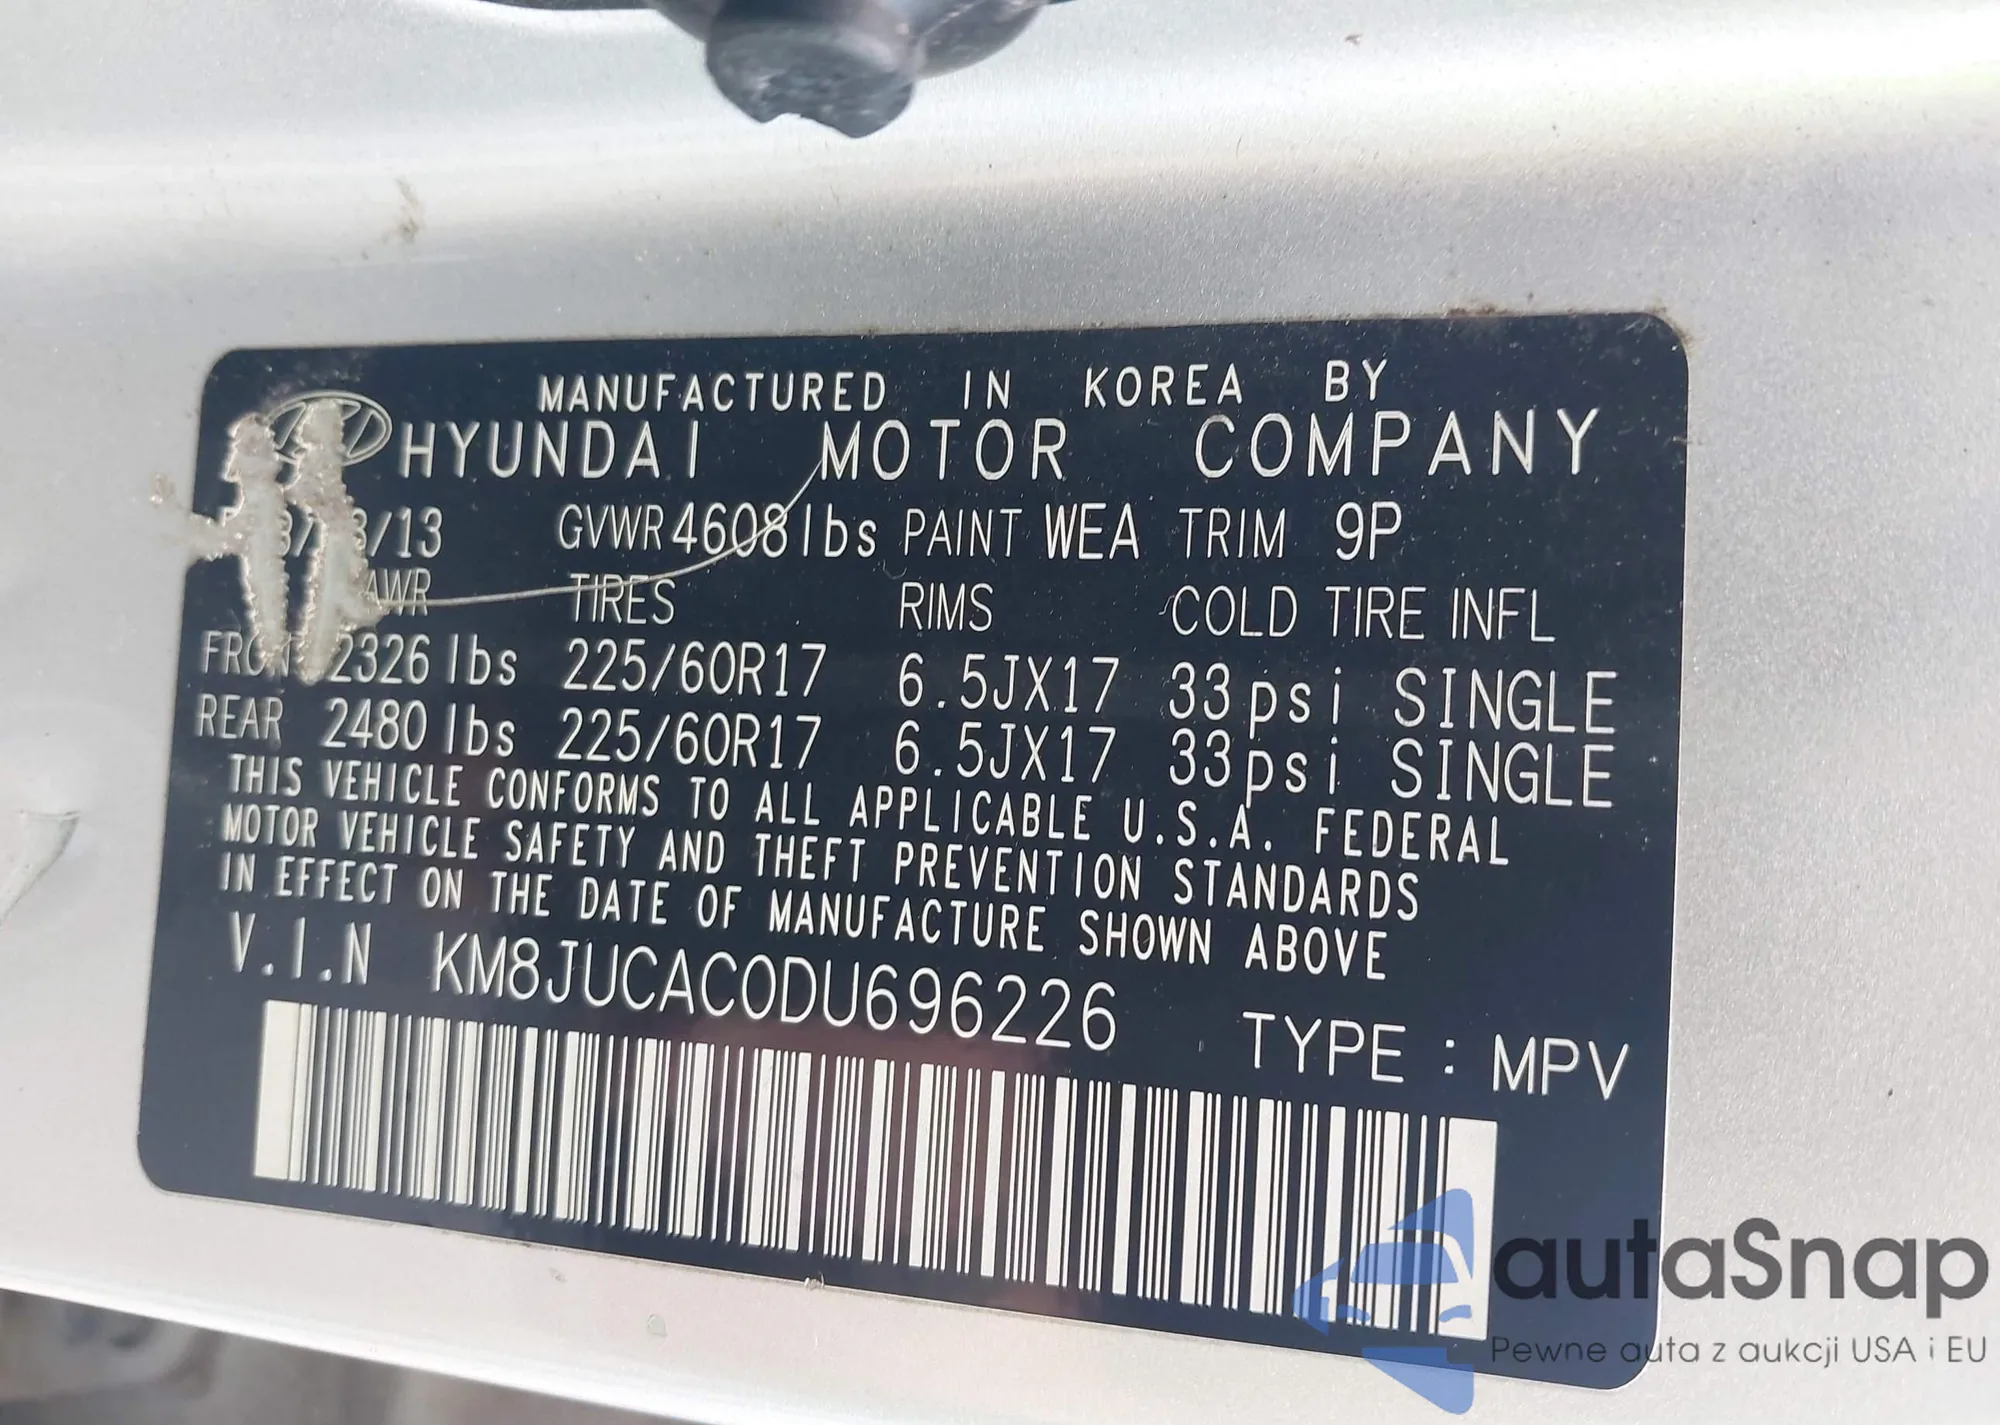 MANUFACTURED IN KOREA BY
HYUNDAI MOTOR COMPANY
/13 GVWR 4608 lbs PAINT WEA TRIM 9P
TIRES RIMS COLD TIRE INFL
FRONT 2326 lbs 225/60R17 6.5JX17 33psi SINGLE
REAR 2480 lbs 225/60R17 6.5JX17 33psi SINGLE
THIS VEHICLE CONFORMS TO ALL APPLICABLE U.S.A. FEDERAL
MOTOR VEHICLE SAFETY AND THEFT PREVENTION STANDARDS
IN EFFECT ON THE DATE OF MANUFACTURE SHOWN ABOVE
V.I.N KM8JUCAC0DU696226
TYPE : MPV
autaSnap
Pewne auta z aukcji USA i EU